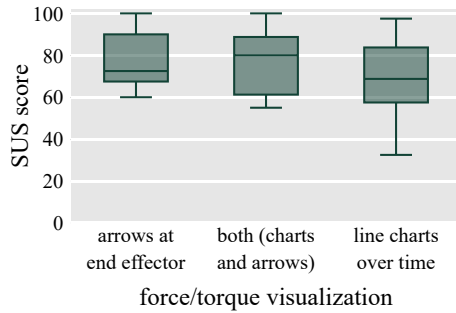 100
80
60
40
20
0
SUS score
arrows at both (charts line charts
end effector and arrows) over time
force/torque visualization